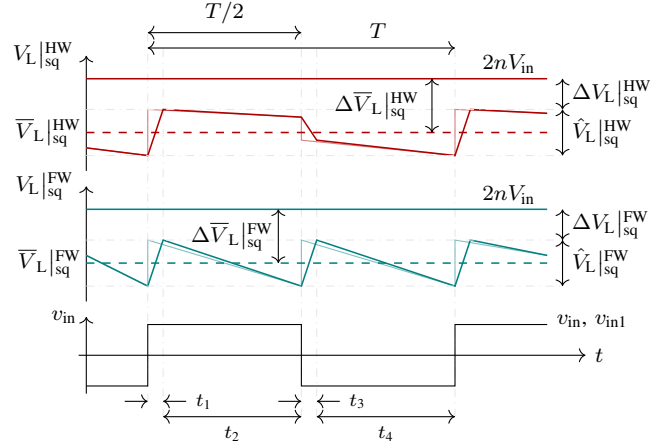 T/2
V_L|_sq^HW
T
2nV_in
ΔV̅_L|_sq^HW
ΔV_L|_sq^HW
V̅_L|_sq^HW
V̂_L|_sq^HW
V_L|_sq^FW
2nV_in
ΔV̅_L|_sq^FW
ΔV_L|_sq^FW
V̅_L|_sq^FW
V̂_L|_sq^FW
v_in
v_in, v_in1
t
t_1
t_3
t_2
t_4